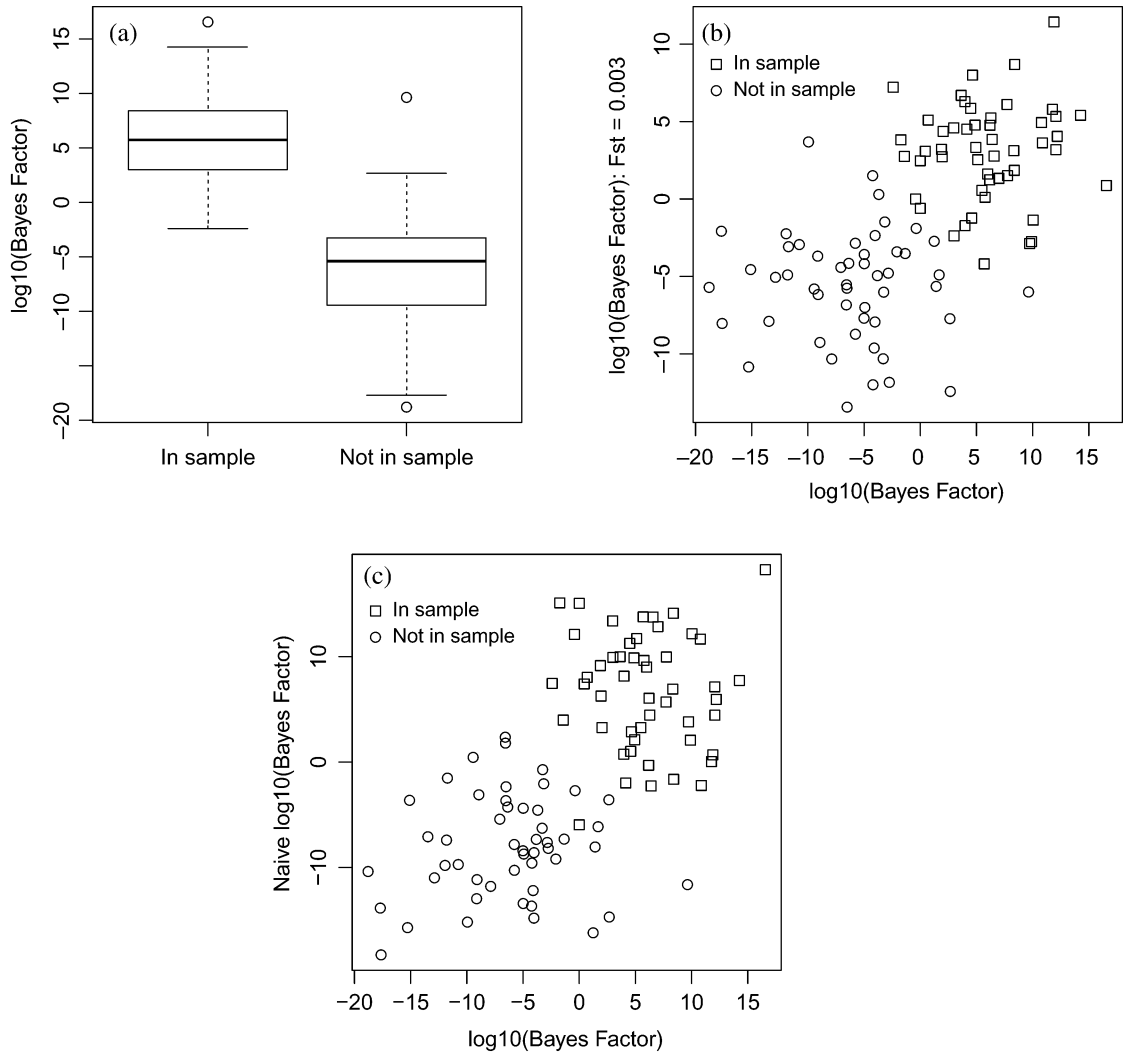 (a)
log10(Bayes Factor)
15
10
5
0
−5
−10
−20
In sample
Not in sample
(b)
In sample
Not in sample
log10(Bayes Factor): Fst = 0.003
10
5
0
−5
−10
−20
−15
−10
−5
0
5
10
15
log10(Bayes Factor)
(c)
In sample
Not in sample
Naive log10(Bayes Factor)
10
0
−10
−20
−15
−10
−5
0
5
10
15
log10(Bayes Factor)